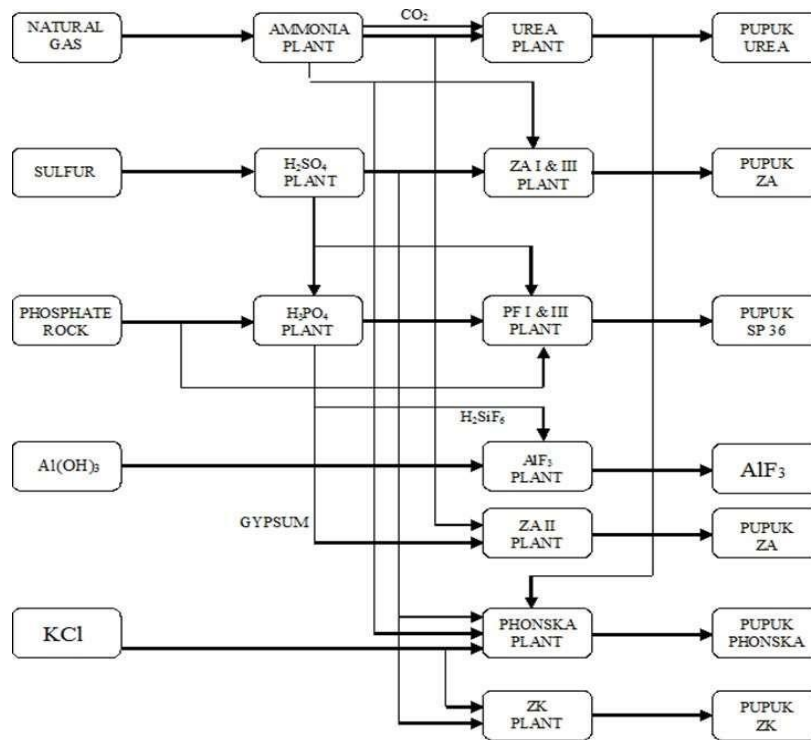 CO₂
NATURAL
GAS
AMMONIA
PLANT
UREA
PLANT
PUPUK
UREA
SULFUR
H₂SO₄
PLANT
ZA I & III
PLANT
PUPUK
ZA
PHOSPHATE
ROCK
H₃PO₄
PLANT
PF I & III
PLANT
PUPUK
SP 36
H₂SiF₆
Al(OH)₃
AlF₃
PLANT
AlF₃
GYPSUM
ZA II
PLANT
PUPUK
ZA
KCl
PHONSKA
PLANT
PUPUK
PHONSKA
ZK
PLANT
PUPUK
ZK